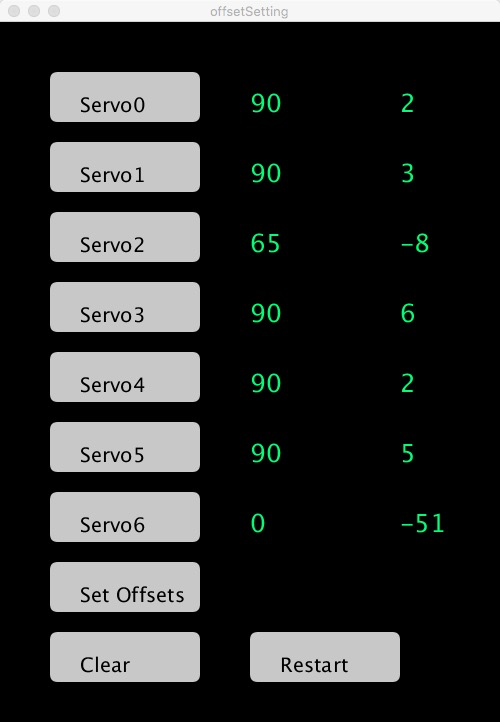 offsetSetting
Servo0 90 2
Servo1 90 3
Servo2 65 -8
Servo3 90 6
Servo4 90 2
Servo5 90 5
Servo6 0 -51
Set Offsets
Clear Restart